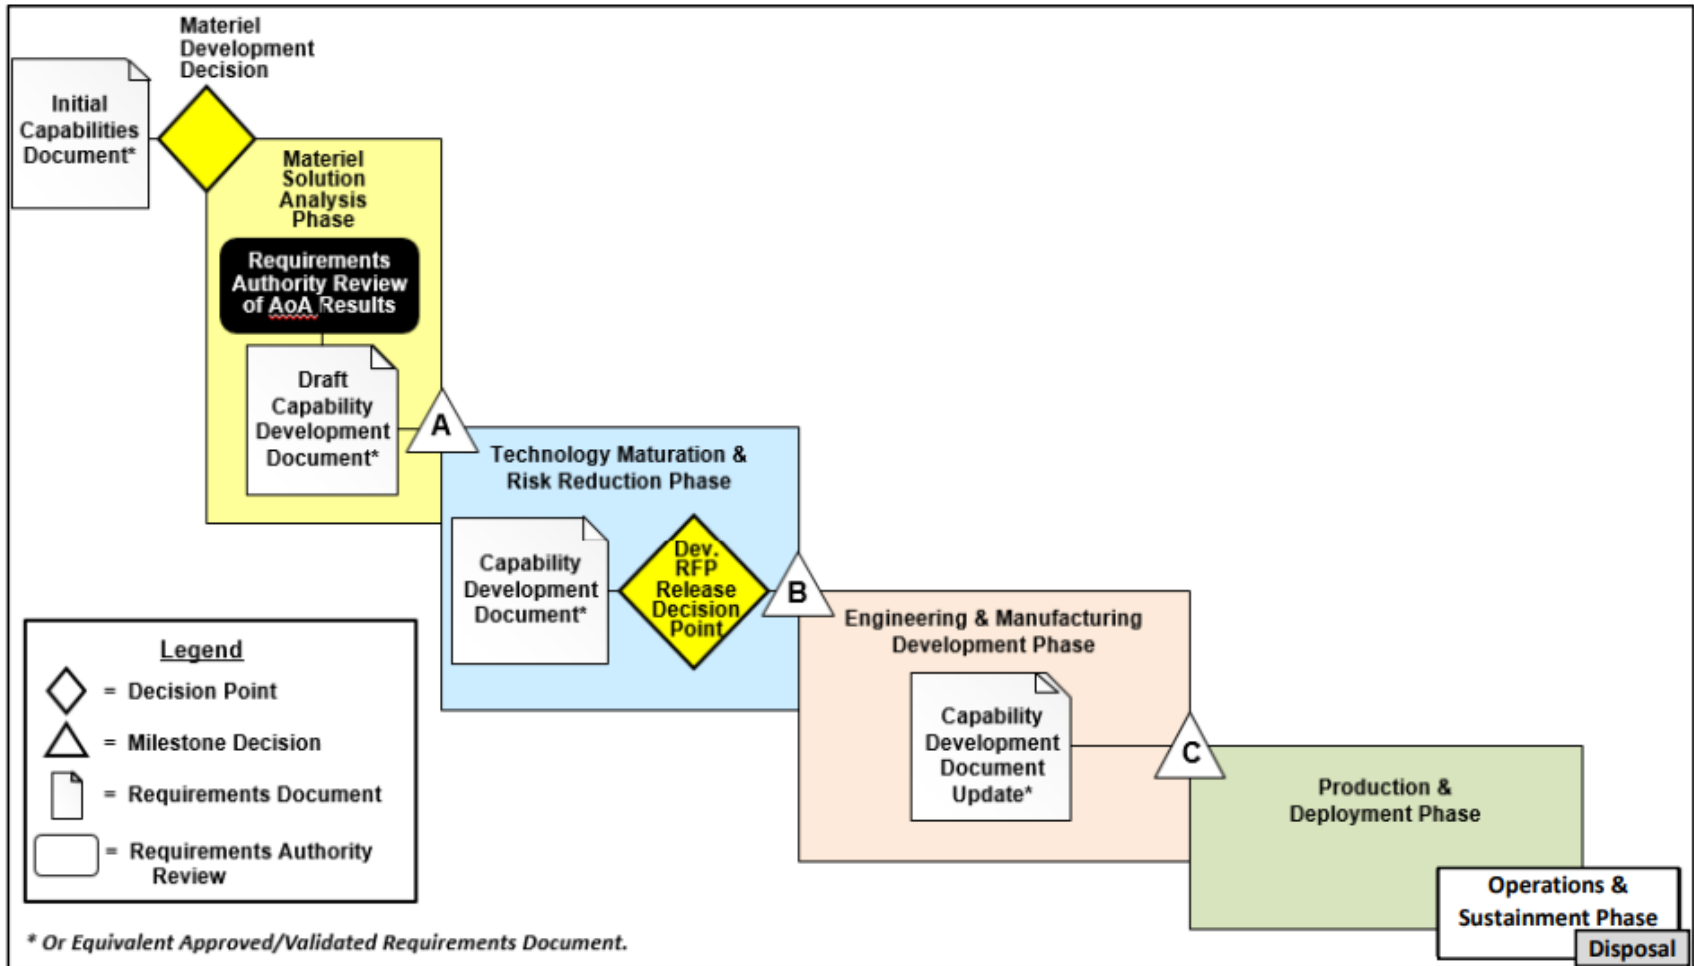 Materiel
Development
Decision
Initial
Capabilities
Document*
Materiel
Solution
Analysis
Phase
Requirements
Authority Review
of AoA Results
Draft
Capability
Development
Document*
A
Technology Maturation &
Risk Reduction Phase
Capability
Development
Document*
Dev.
RFP
Release
Decision
Point
B
Engineering & Manufacturing
Development Phase
Capability
Development
Document
Update*
C
Production &
Deployment Phase
Operations &
Sustainment Phase
Disposal
Legend
= Decision Point
= Milestone Decision
= Requirements Document
= Requirements Authority
Review
* Or Equivalent Approved/Validated Requirements Document.